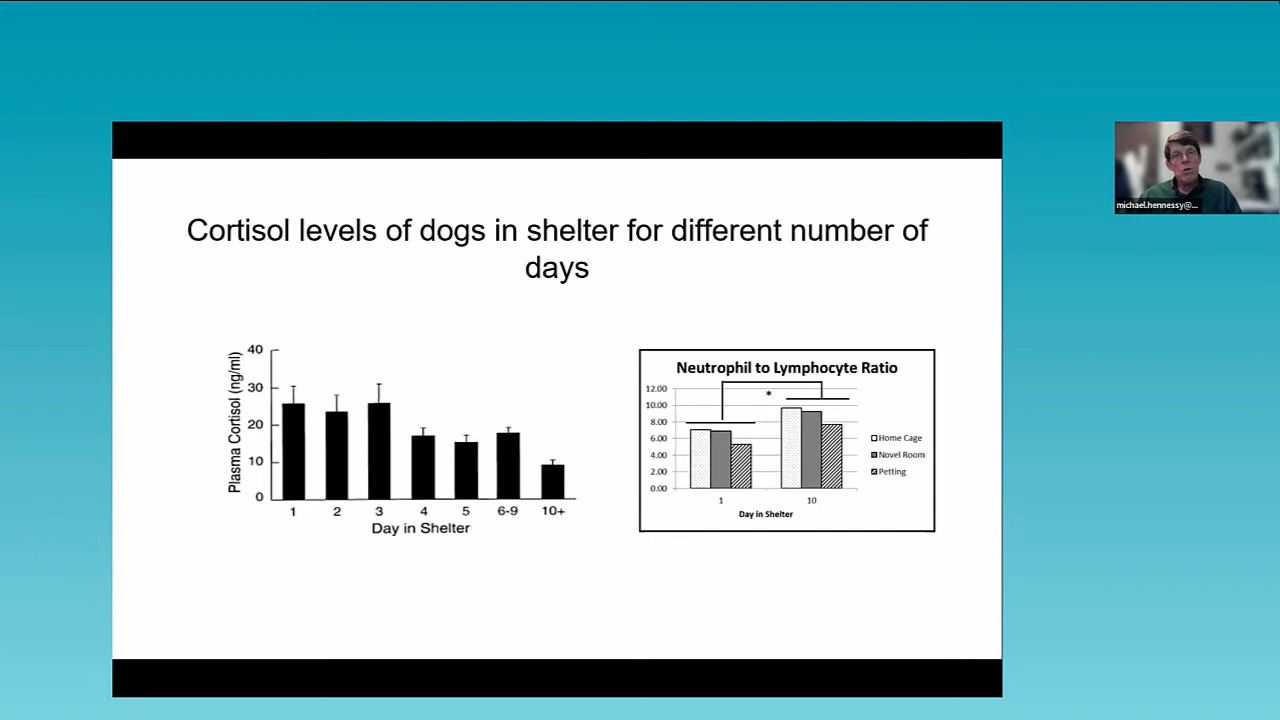 Cortisol levels of dogs in shelter for different number of
days
Plasma Cortisol (ng/ml)
40
30
20
10
0
1 2 3 4 5 6-9 10+
Day in Shelter
Neutrophil to Lymphocyte Ratio
*
12.00
10.00
8.00
6.00
4.00
2.00
0.00
1 10
Day in Shelter
Home Cage
Novel Room
Petting
michael.hennessy@...